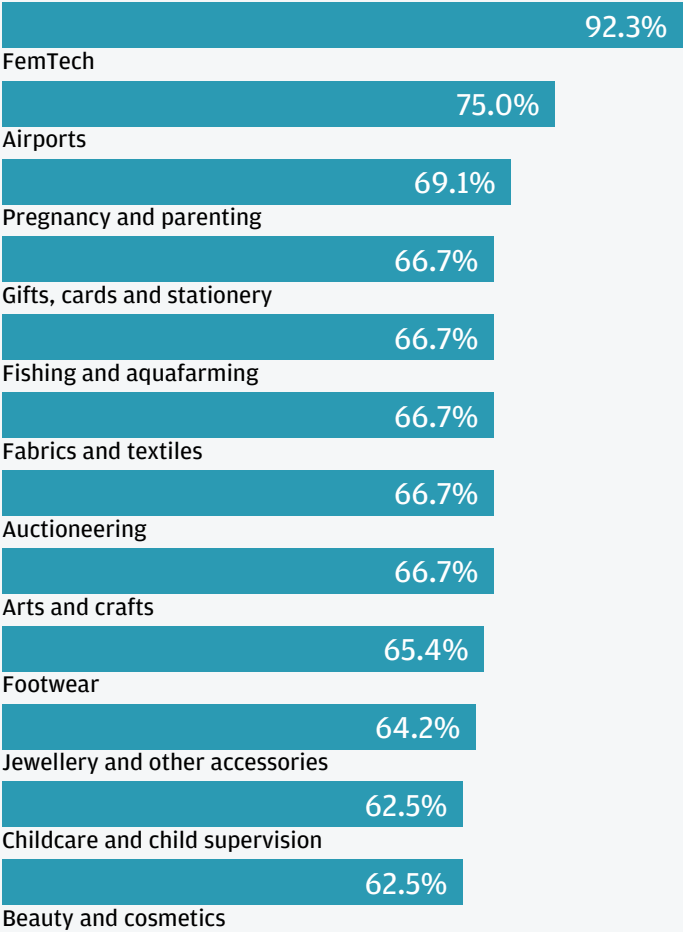 92.3%
FemTech
75.0%
Airports
69.1%
Pregnancy and parenting
66.7%
Gifts, cards and stationery
66.7%
Fishing and aquafarming
66.7%
Fabrics and textiles
66.7%
Auctioneering
66.7%
Arts and crafts
65.4%
Footwear
64.2%
Jewellery and other accessories
62.5%
Childcare and child supervision
62.5%
Beauty and cosmetics